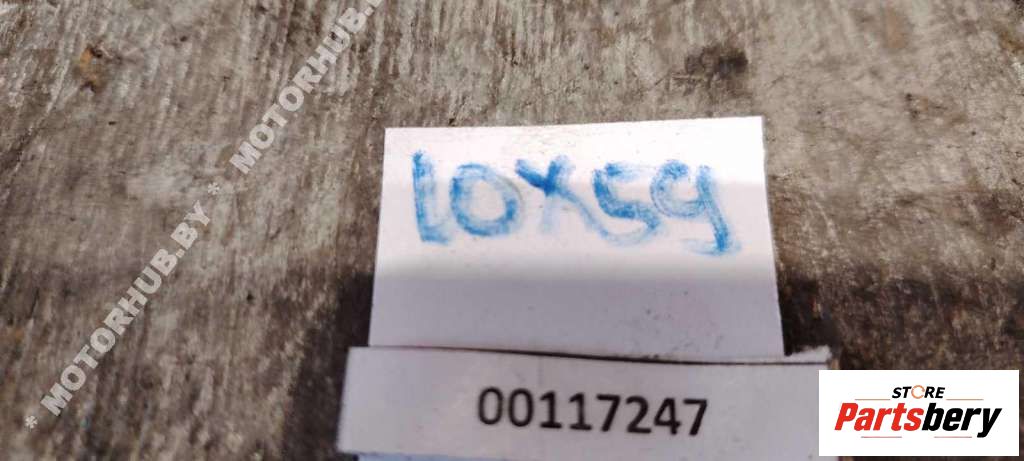 * MOTORHUB.BY * MOTORHUB.BY *
10X59
00117247
STORE
Partsbery